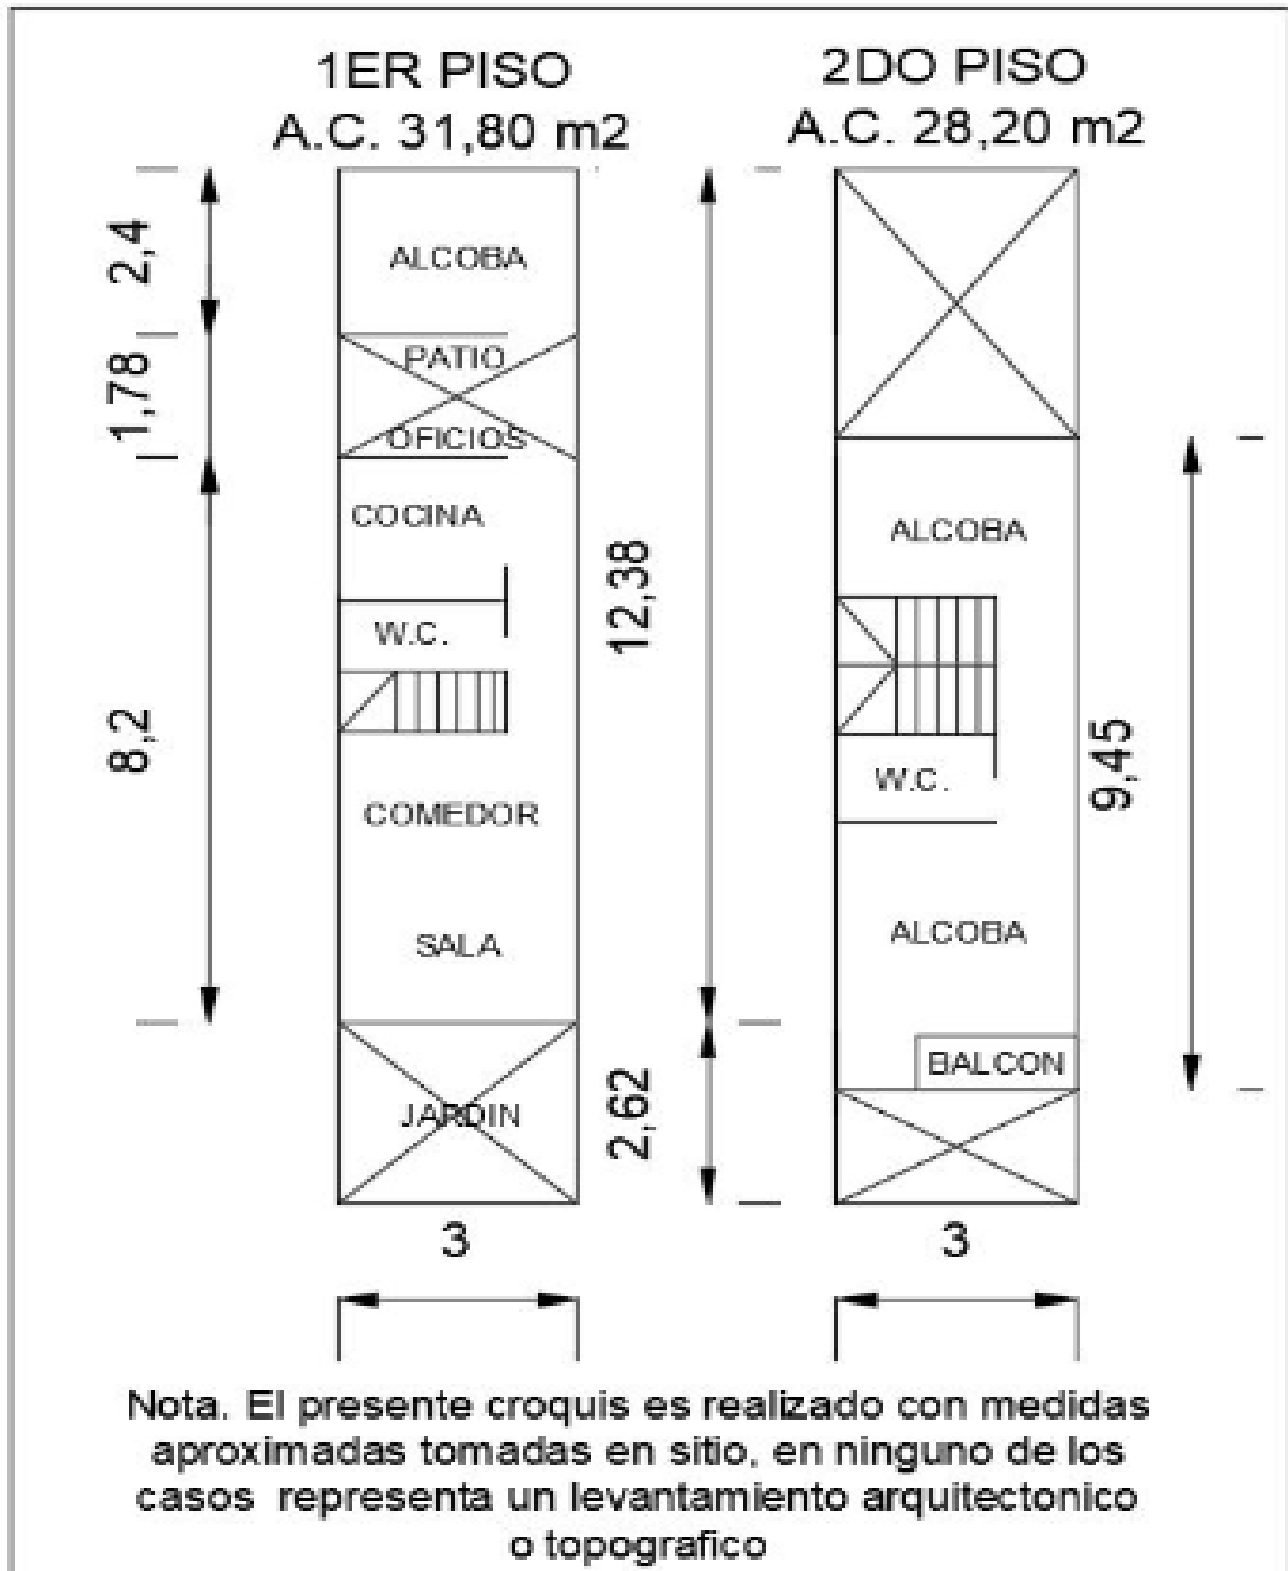 1ER PISO
A.C. 31,80 m2
2DO PISO
A.C. 28,20 m2
2,4
1,78
8,2
ALCOBA
PATIO
OFICIOS
COCINA
W.C.
COMEDOR
SALA
JARDIN
3
12,38
2,62
ALCOBA
W.C.
ALCOBA
BALCON
3
9,45
Nota. El presente croquis es realizado con medidas
aproximadas tomadas en sitio, en ninguno de los
casos representa un levantamiento arquitectonico
o topografico